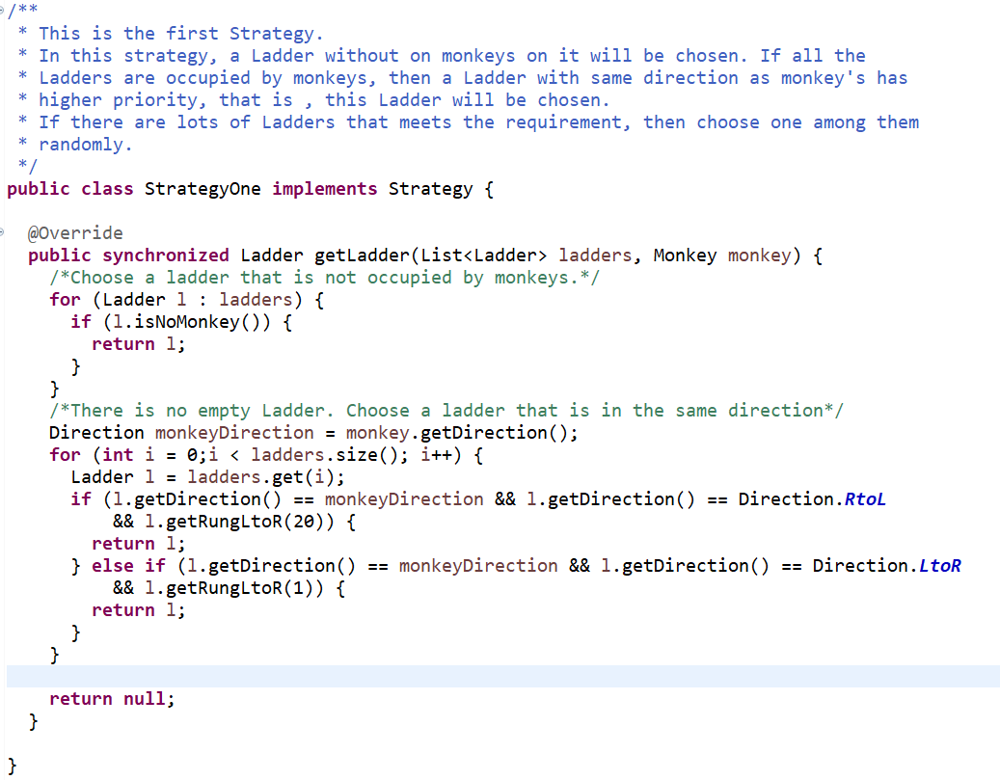 /**
 * This is the first Strategy.
 * In this strategy, a Ladder without on monkeys on it will be chosen. If all the
 * Ladders are occupied by monkeys, then a Ladder with same direction as monkey's has
 * higher priority, that is , this Ladder will be chosen.
 * If there are lots of Ladders that meets the requirement, then choose one among them
 * randomly.
 */
public class StrategyOne implements Strategy {

  @Override
  public synchronized Ladder getLadder(List<Ladder> ladders, Monkey monkey) {
    /*Choose a ladder that is not occupied by monkeys.*/
    for (Ladder l : ladders) {
      if (l.isNoMonkey()) {
        return l;
      }
    }
    /*There is no empty Ladder. Choose a ladder that is in the same direction*/
    Direction monkeyDirection = monkey.getDirection();
    for (int i = 0;i < ladders.size(); i++) {
      Ladder l = ladders.get(i);
      if (l.getDirection() == monkeyDirection && l.getDirection() == Direction.RtoL
          && l.getRungLtoR(20)) {
        return l;
      } else if (l.getDirection() == monkeyDirection && l.getDirection() == Direction.LtoR
          && l.getRungLtoR(1)) {
        return l;
      }
    }

    return null;
  }

}